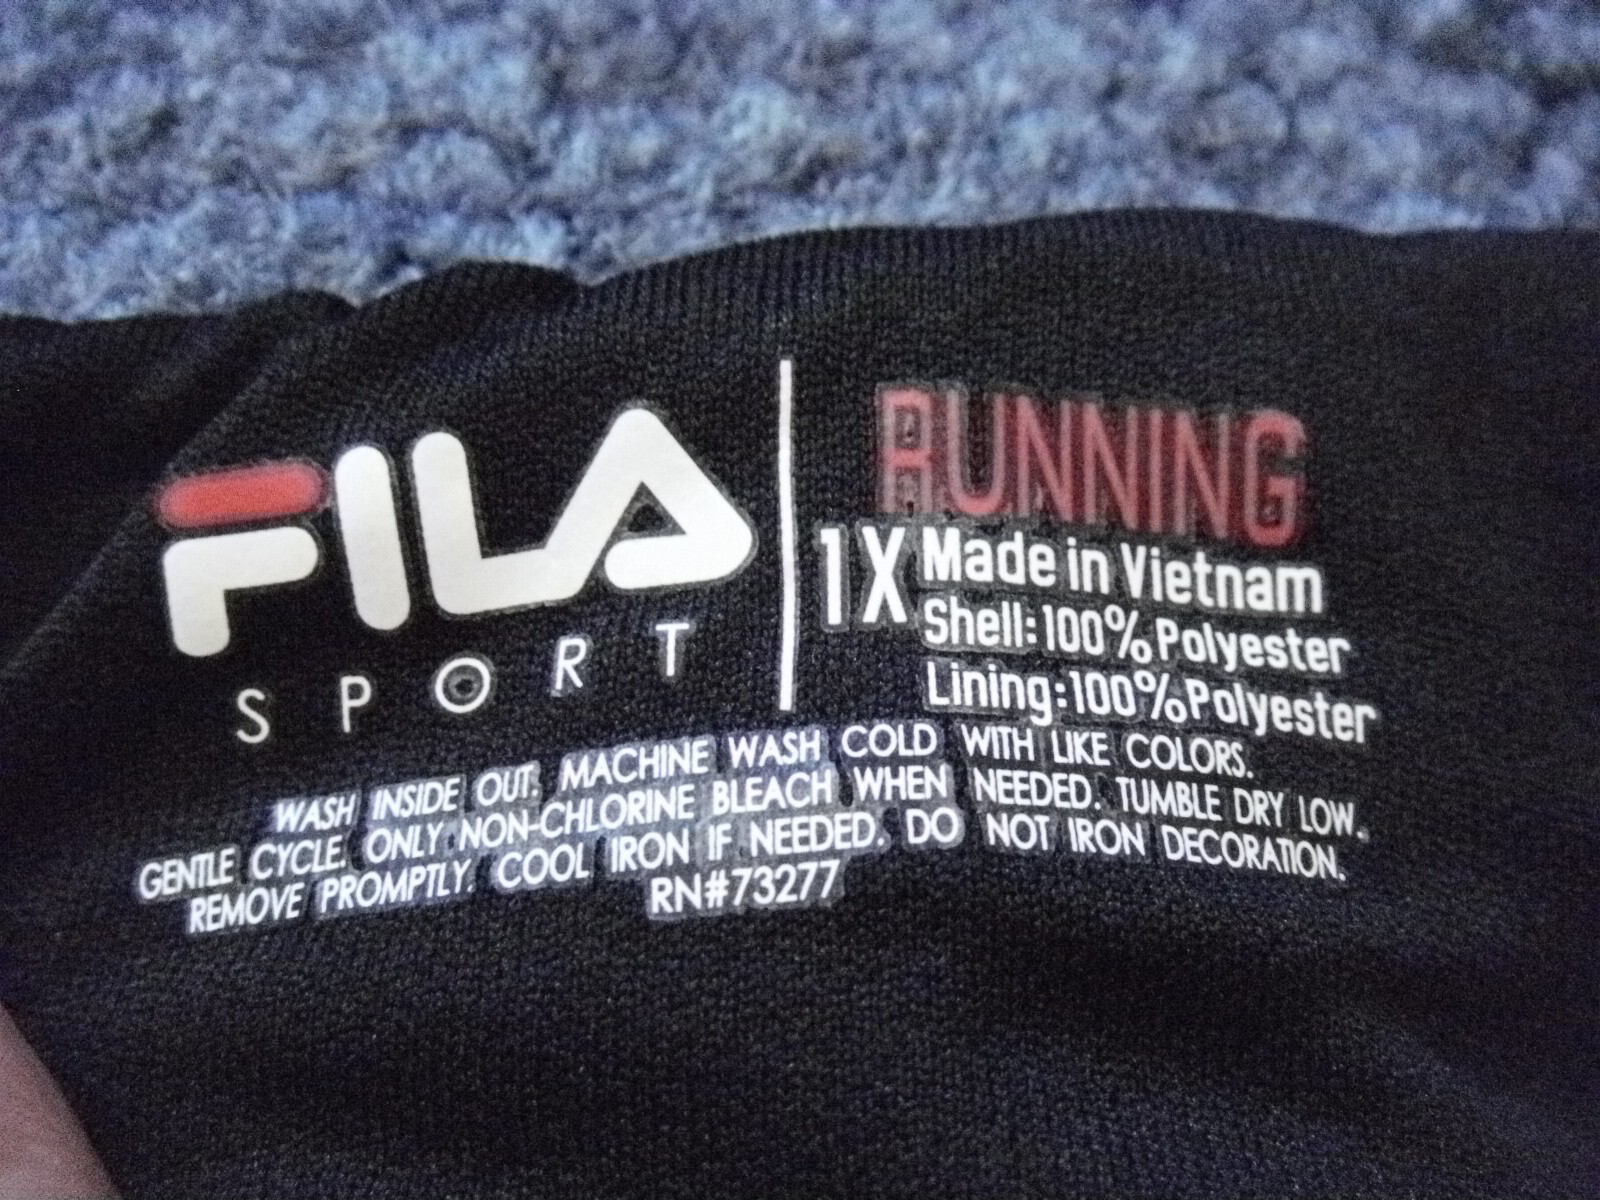 FILA
SPORT
RUNNING
1X
Made in Vietnam
Shell:100% Polyester
Lining:100% Polyester
WASH INSIDE OUT. MACHINE WASH COLD WITH LIKE COLORS.
GENTLE CYCLE. ONLY NON-CHLORINE BLEACH WHEN NEEDED. TUMBLE DRY LOW.
REMOVE PROMPTLY. COOL IRON IF NEEDED. DO NOT IRON DECORATION.
RN#73277